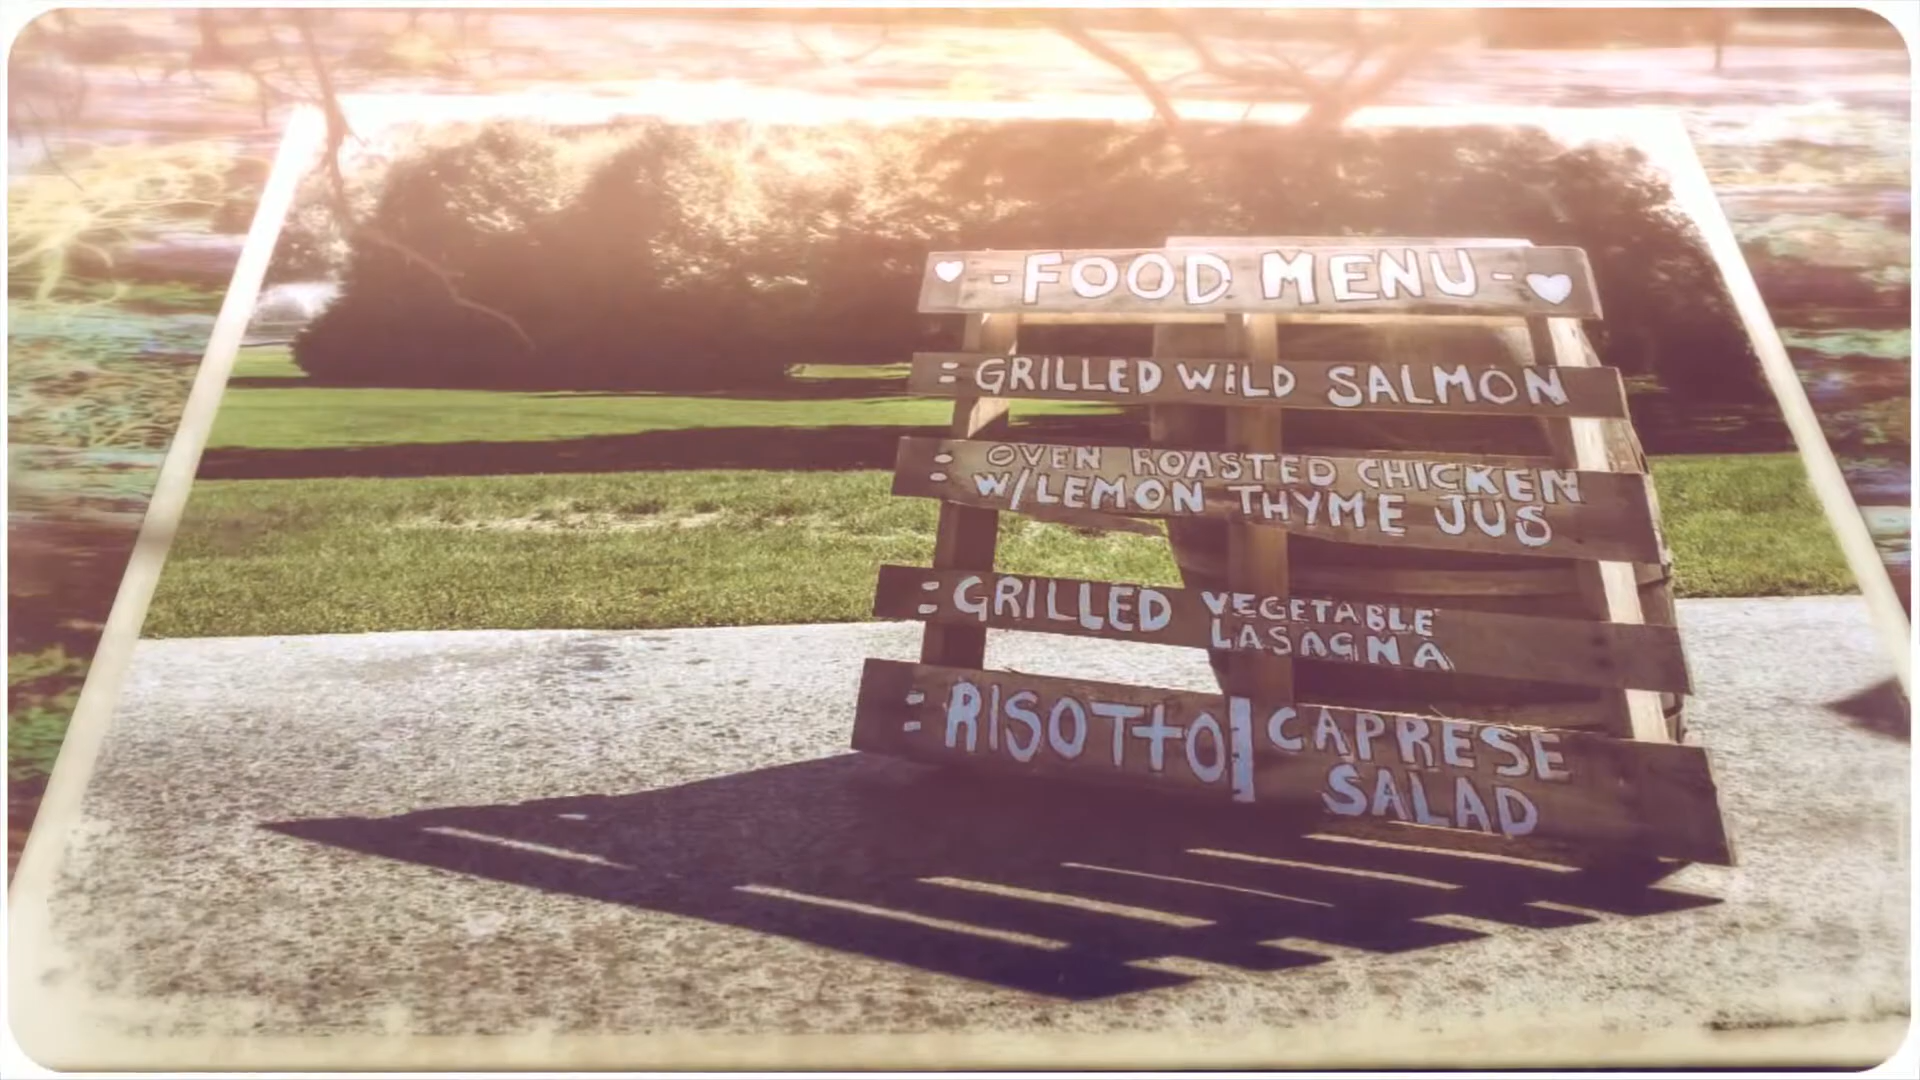 - FOOD MENU -
= GRILLED WiLD SALMON
= OVEN ROASTED CHICKEN
W/LEMON THYME JUS
= GRILLED VEGETABLE
LASAGNA
= RISOTTO | CAPRESE
SALAD